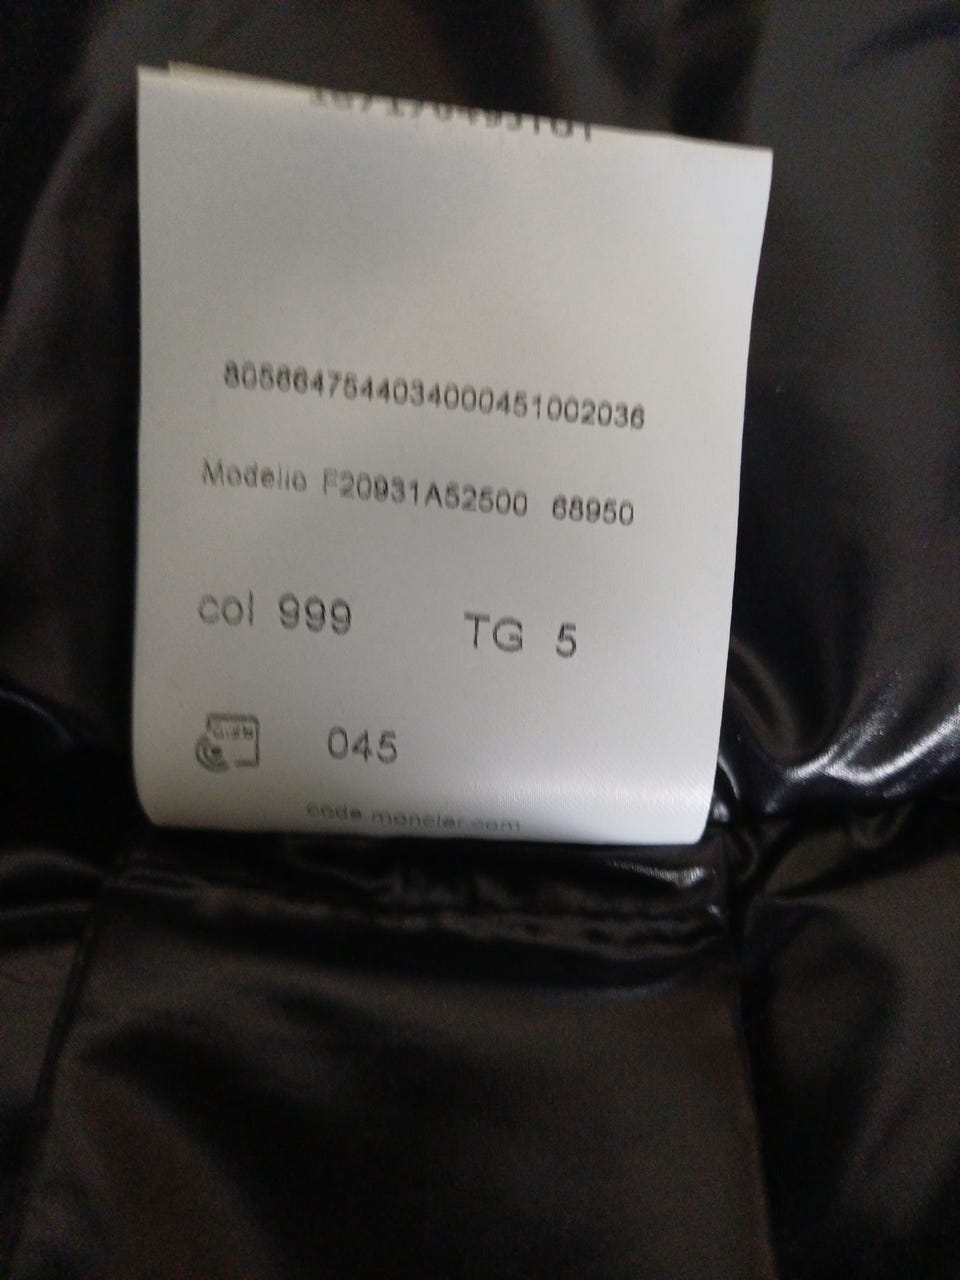 8056647544034000451002036
Modello F20931A52500 68950
col 999 TG 5
045
code.moncler.com